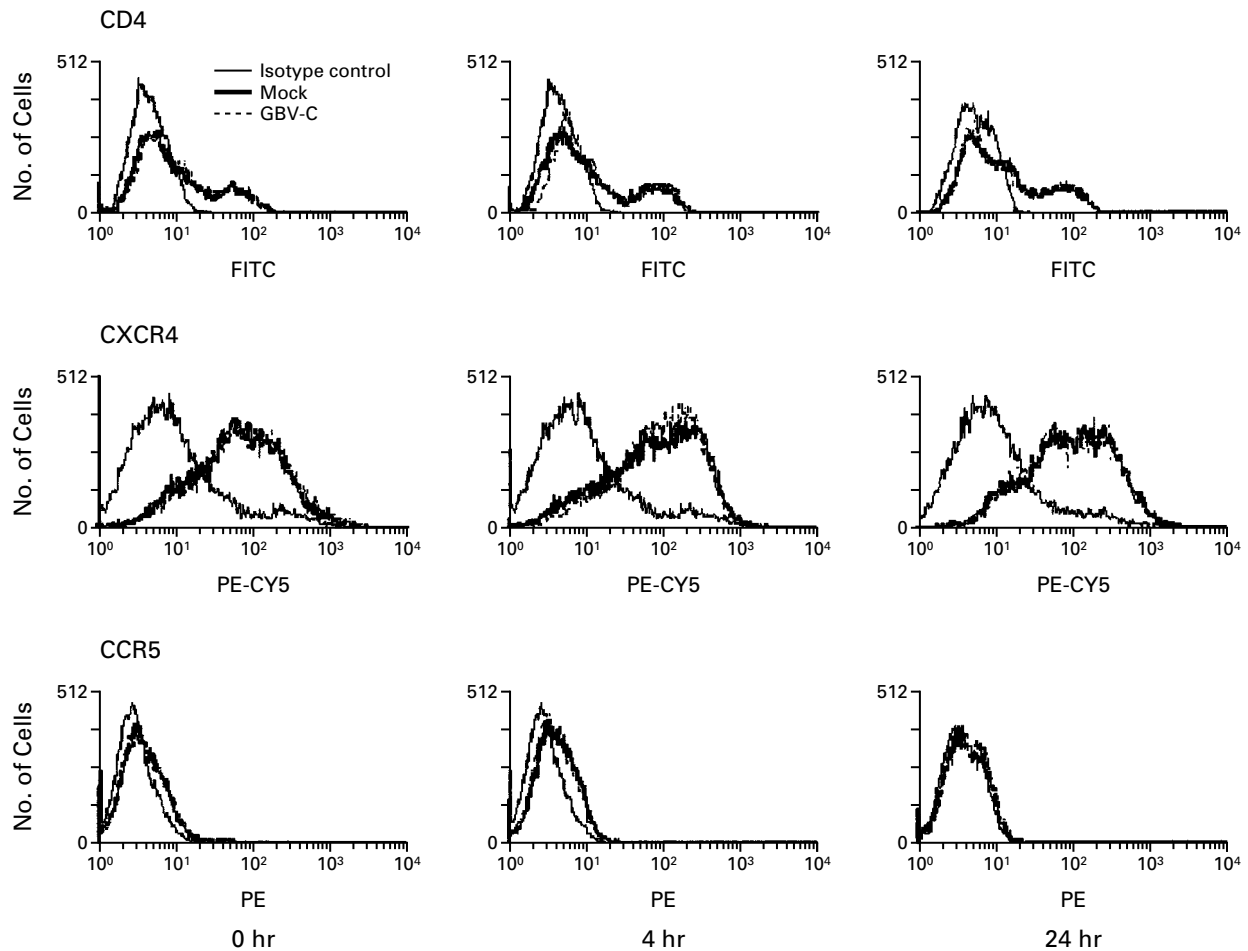 CD4
No. of Cells
512
0
Isotype control
Mock
GBV-C
10⁰ 10¹ 10² 10³ 10⁴
FITC
512
0
10⁰ 10¹ 10² 10³ 10⁴
FITC
512
0
10⁰ 10¹ 10² 10³ 10⁴
FITC
CXCR4
No. of Cells
512
0
10⁰ 10¹ 10² 10³ 10⁴
PE-CY5
512
0
10⁰ 10¹ 10² 10³ 10⁴
PE-CY5
512
0
10⁰ 10¹ 10² 10³ 10⁴
PE-CY5
CCR5
No. of Cells
512
0
10⁰ 10¹ 10² 10³ 10⁴
PE
512
0
10⁰ 10¹ 10² 10³ 10⁴
PE
512
0
10⁰ 10¹ 10² 10³ 10⁴
PE
0 hr
4 hr
24 hr